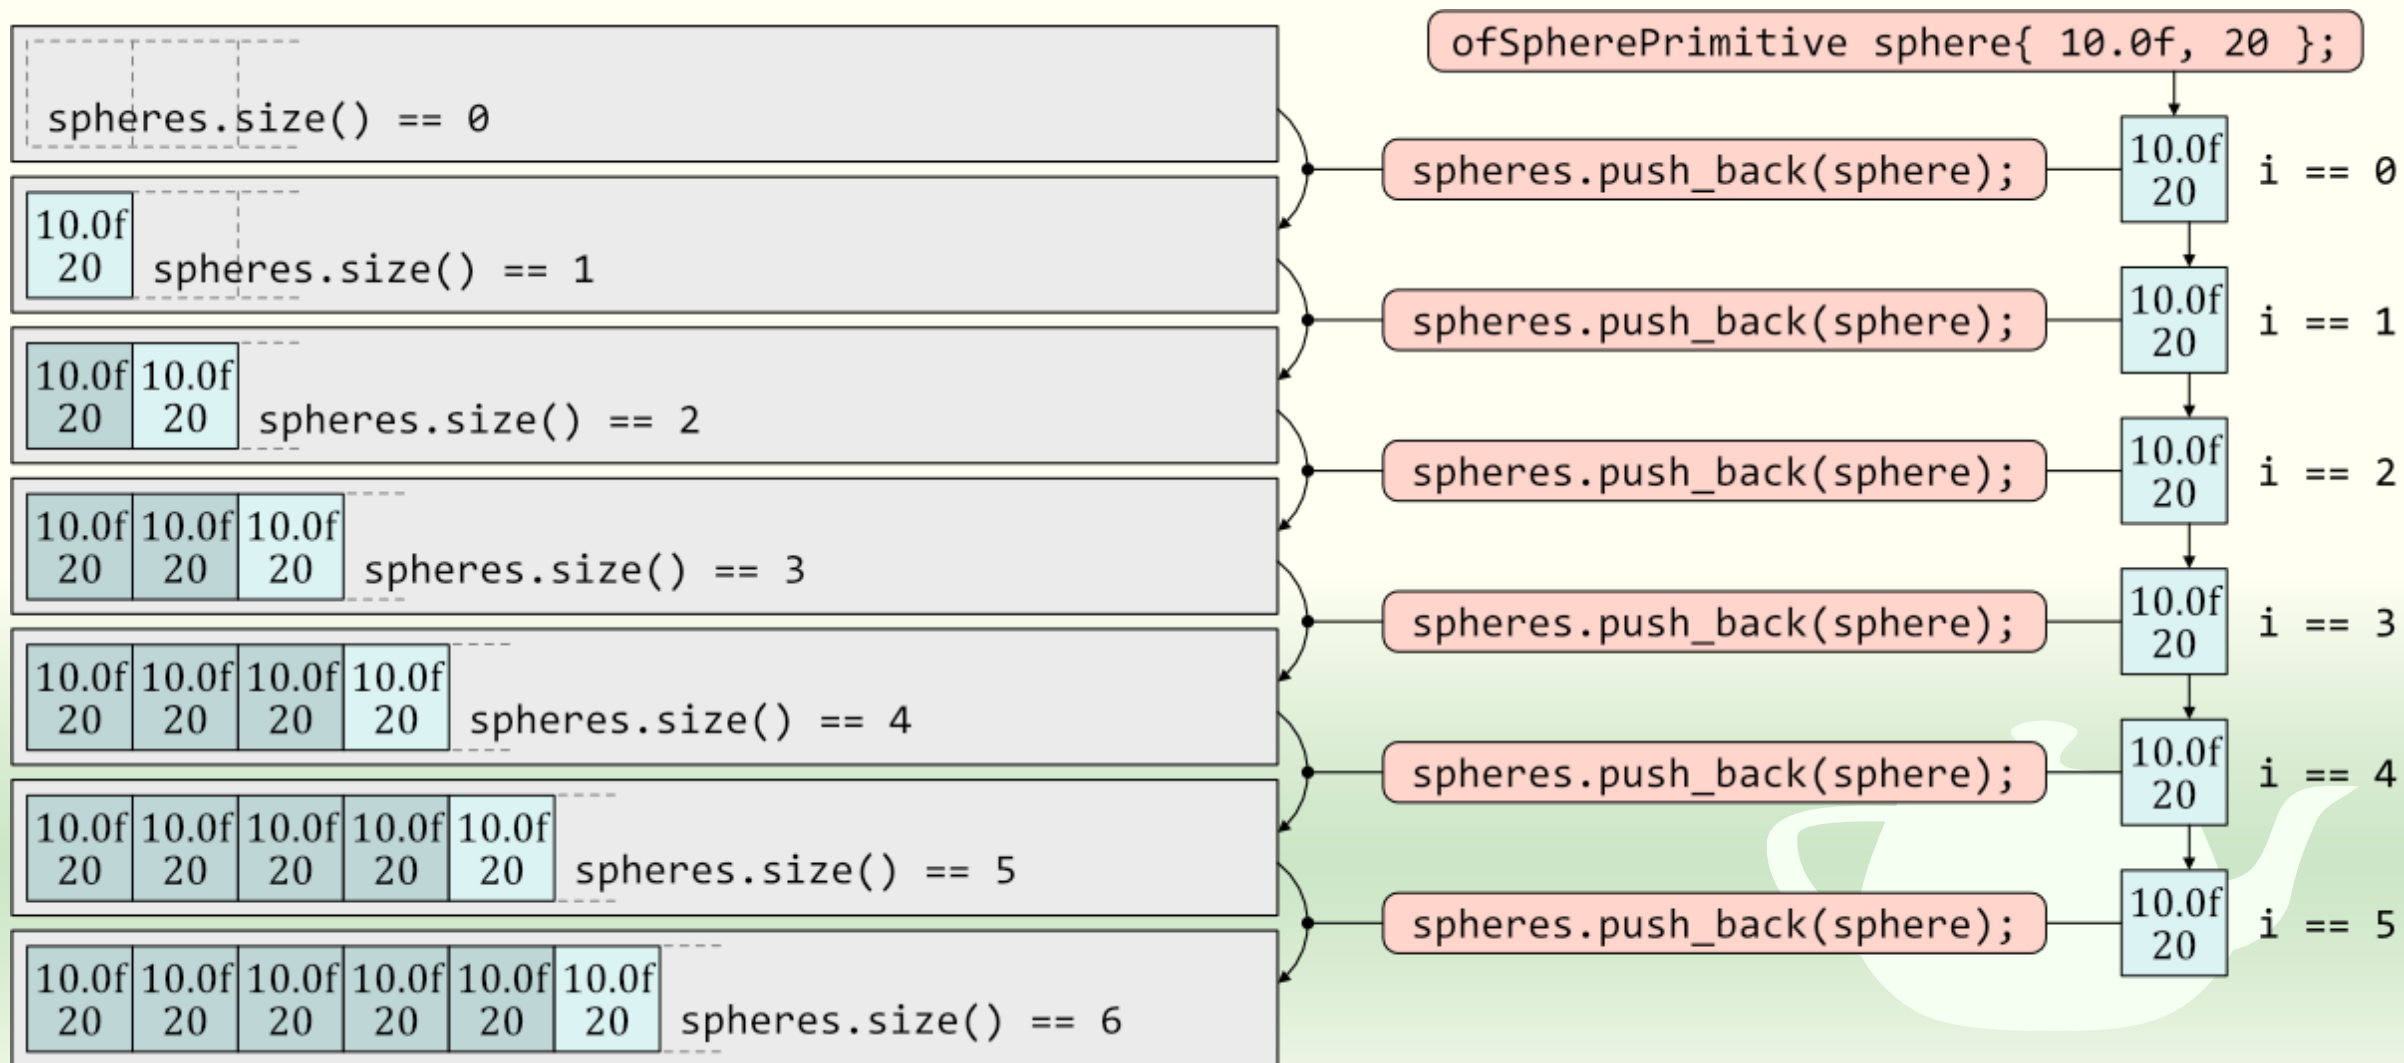 ofSpherePrimitive sphere{ 10.0f, 20 };
spheres.size() == 0
spheres.push_back(sphere);
10.0f
20
i == 0
10.0f
20
spheres.size() == 1
spheres.push_back(sphere);
10.0f
20
i == 1
10.0f 10.0f
20 20
spheres.size() == 2
spheres.push_back(sphere);
10.0f
20
i == 2
10.0f 10.0f 10.0f
20 20 20
spheres.size() == 3
spheres.push_back(sphere);
10.0f
20
i == 3
10.0f 10.0f 10.0f 10.0f
20 20 20 20
spheres.size() == 4
spheres.push_back(sphere);
10.0f
20
i == 4
10.0f 10.0f 10.0f 10.0f 10.0f
20 20 20 20 20
spheres.size() == 5
spheres.push_back(sphere);
10.0f
20
i == 5
10.0f 10.0f 10.0f 10.0f 10.0f 10.0f
20 20 20 20 20 20
spheres.size() == 6